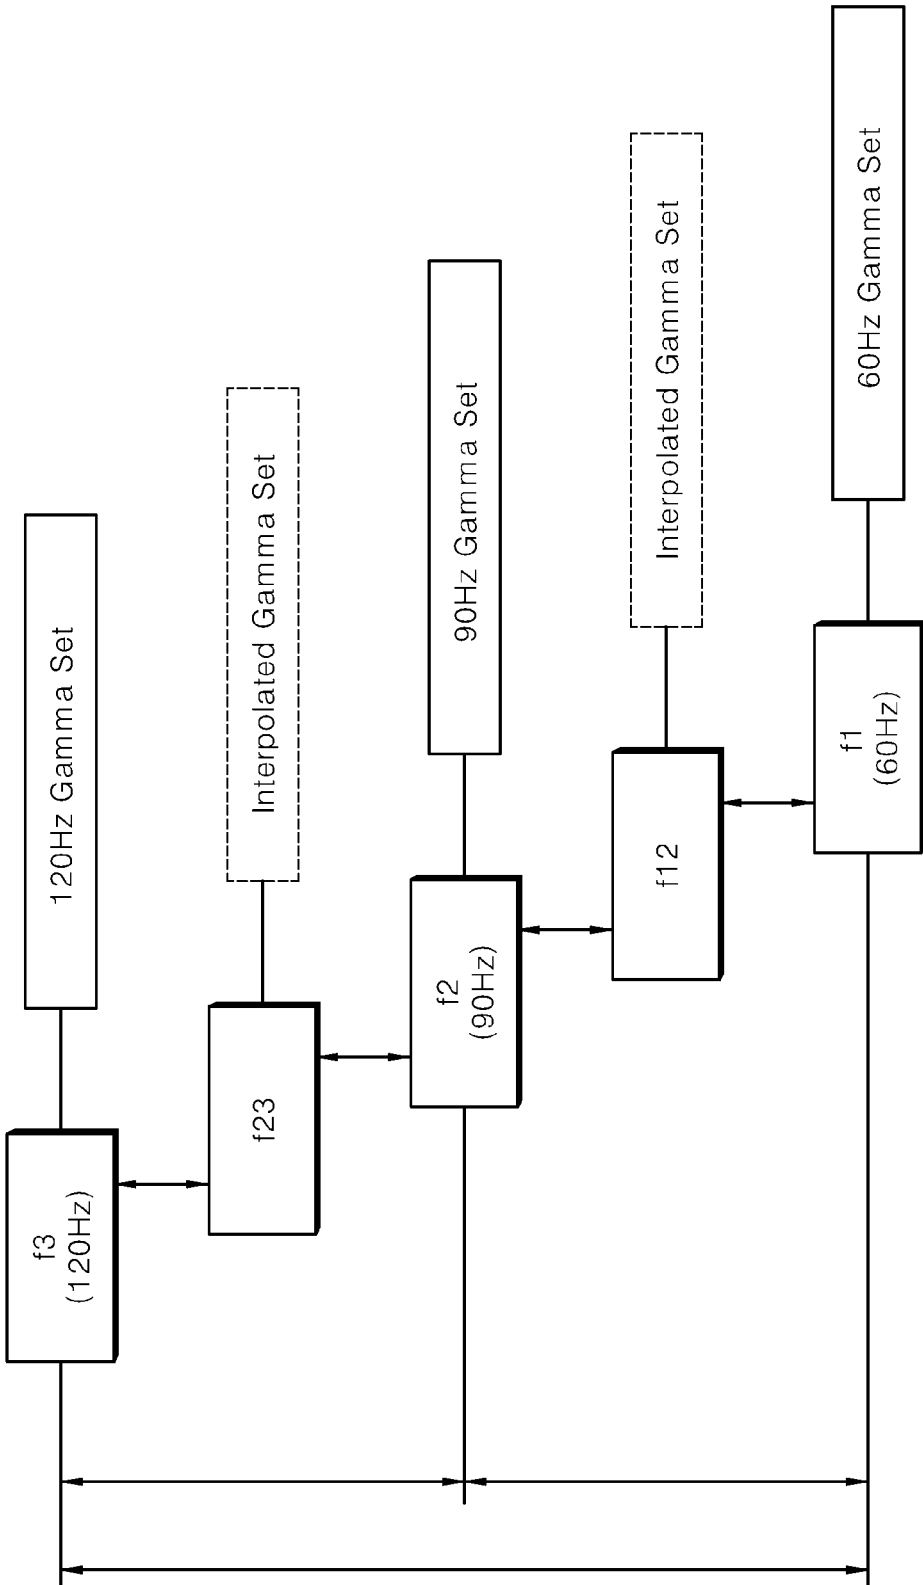 f3
(120Hz)
120Hz Gamma Set
f23
Interpolated Gamma Set
f2
(90Hz)
90Hz Gamma Set
f12
Interpolated Gamma Set
f1
(60Hz)
60Hz Gamma Set